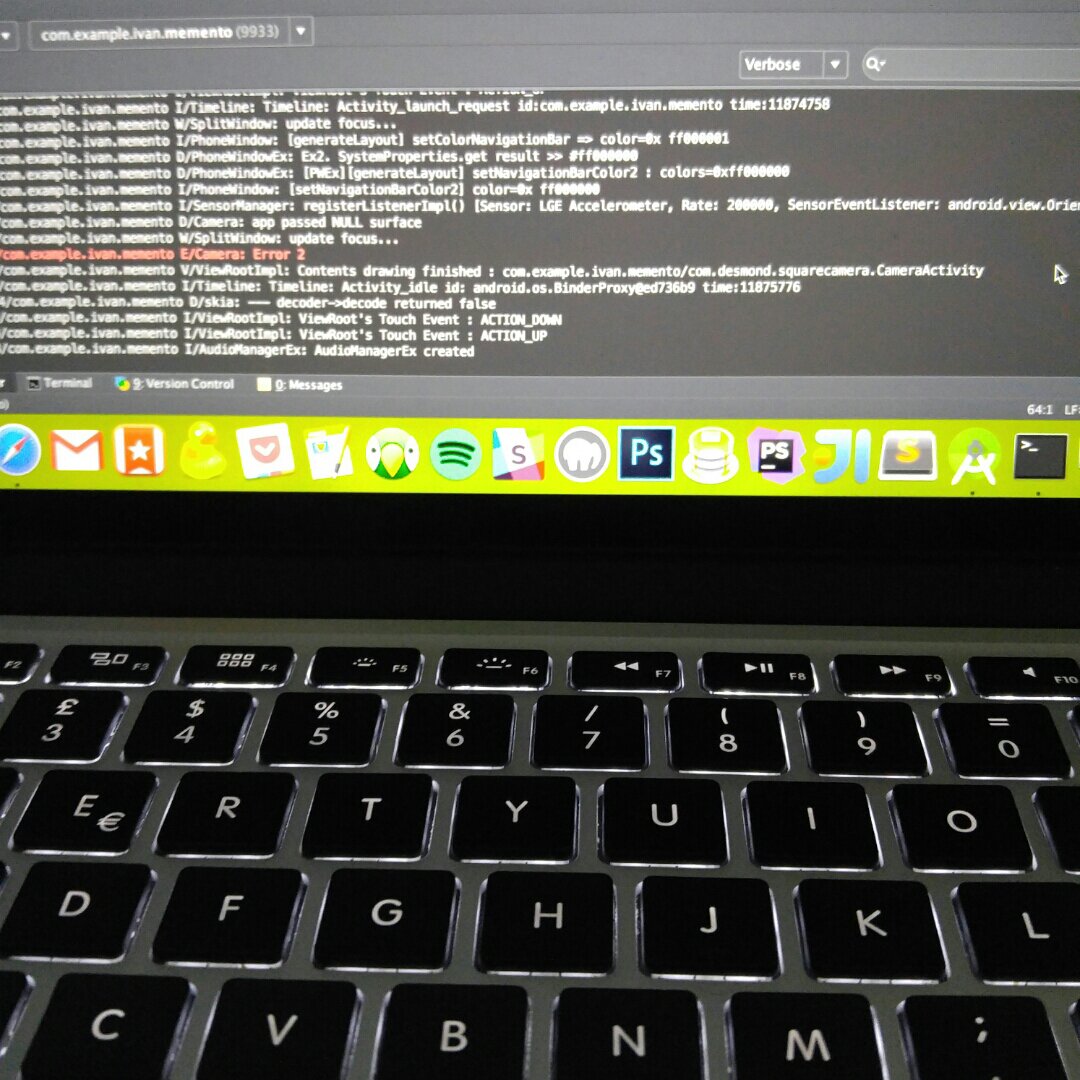 com.example.ivan.memento (9933)
Verbose
com.example.ivan.memento I/Timeline: Timeline: Activity_launch_request id:com.example.ivan.memento time:11874758
com.example.ivan.memento W/SplitWindow: update focus...
com.example.ivan.memento I/PhoneWindow: [generateLayout] setColorNavigationBar => color=0x ff000001
com.example.ivan.memento D/PhoneWindowEx: Ex2. SystemProperties.get result >> #ff000000
com.example.ivan.memento D/PhoneWindowEx: [PWEx][generateLayout] setNavigationBarColor2 : colors=0xff000000
com.example.ivan.memento I/PhoneWindow: [setNavigationBarColor2] color=0x ff000000
/com.example.ivan.memento I/SensorManager: registerListenerImpl() [Sensor: LGE Accelerometer, Rate: 200000, SensorEventListener: android.view.Orien
/com.example.ivan.memento D/Camera: app passed NULL surface
/com.example.ivan.memento W/SplitWindow: update focus...
/com.example.ivan.memento E/Camera: Error 2
/com.example.ivan.memento V/ViewRootImpl: Contents drawing finished : com.example.ivan.memento/com.desmond.squarecamera.CameraActivity
/com.example.ivan.memento I/Timeline: Timeline: Activity_idle id: android.os.BinderProxy@ed736b9 time:11875776
4/com.example.ivan.memento D/skia: --- decoder->decode returned false
/com.example.ivan.memento I/ViewRootImpl: ViewRoot's Touch Event : ACTION_DOWN
/com.example.ivan.memento I/ViewRootImpl: ViewRoot's Touch Event : ACTION_UP
/com.example.ivan.memento I/AudioManagerEx: AudioManagerEx created
Terminal 9: Version Control 0: Messages
64:1 LF
S Ps PS S >_
F2 F3 F4 F5 F6 F7 F8 F9 F10
£ $ % & / ( ) =
3 4 5 6 7 8 9 0
E € R T Y U I O
D F G H J K L
C V B N M ;